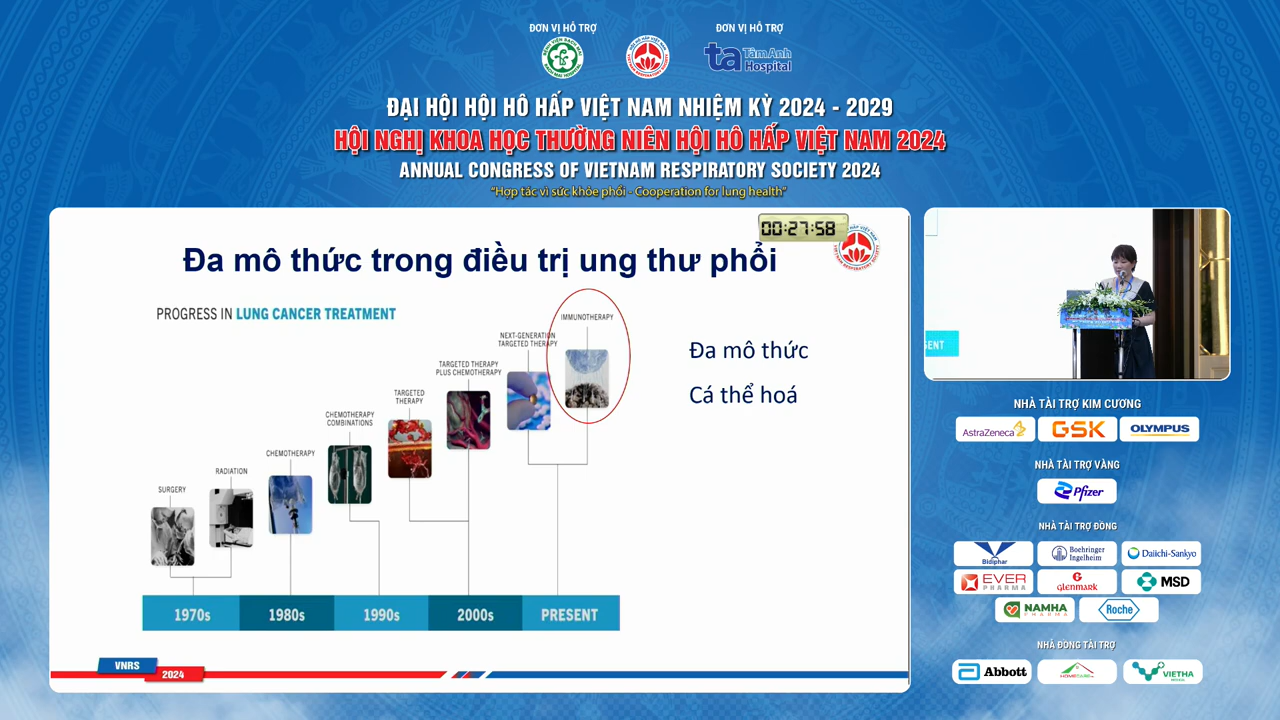 ĐƠN VỊ HỖ TRỢ
ĐƠN VỊ HỖ TRỢ
ta TâmAnh
Hospital
ĐẠI HỘI HỘI HÔ HẤP VIỆT NAM NHIỆM KỲ 2024 - 2029
HỘI NGHỊ KHOA HỌC THƯỜNG NIÊN HỘI HÔ HẤP VIỆT NAM 2024
ANNUAL CONGRESS OF VIETNAM RESPIRATORY SOCIETY 2024
"Hợp tác vì sức khỏe phổi - Cooperation for lung health"
00:27:58
Đa mô thức trong điều trị ung thư phổi
PROGRESS IN LUNG CANCER TREATMENT
IMMUNOTHERAPY
NEXT-GENERATION
TARGETED THERAPY
TARGETED THERAPY
PLUS CHEMOTHERAPY
TARGETED
THERAPY
CHEMOTHERAPY
COMBINATIONS
CHEMOTHERAPY
RADIATION
SURGERY
Đa mô thức
Cá thể hoá
1970s
1980s
1990s
2000s
PRESENT
VNRS
2024
SENT
NHÀ TÀI TRỢ KIM CƯƠNG
AstraZeneca
GSK
OLYMPUS
NHÀ TÀI TRỢ VÀNG
Pfizer
NHÀ TÀI TRỢ ĐỒNG
Bidiphar
Boehringer
Ingelheim
Daiichi-Sankyo
EVER
PHARMA
GLENMARK
MSD
NAMHA
PHARMA
Roche
NHÀ ĐỒNG TÀI TRỢ
Abbott
HOMECARE
VIETHA
MEDICAL